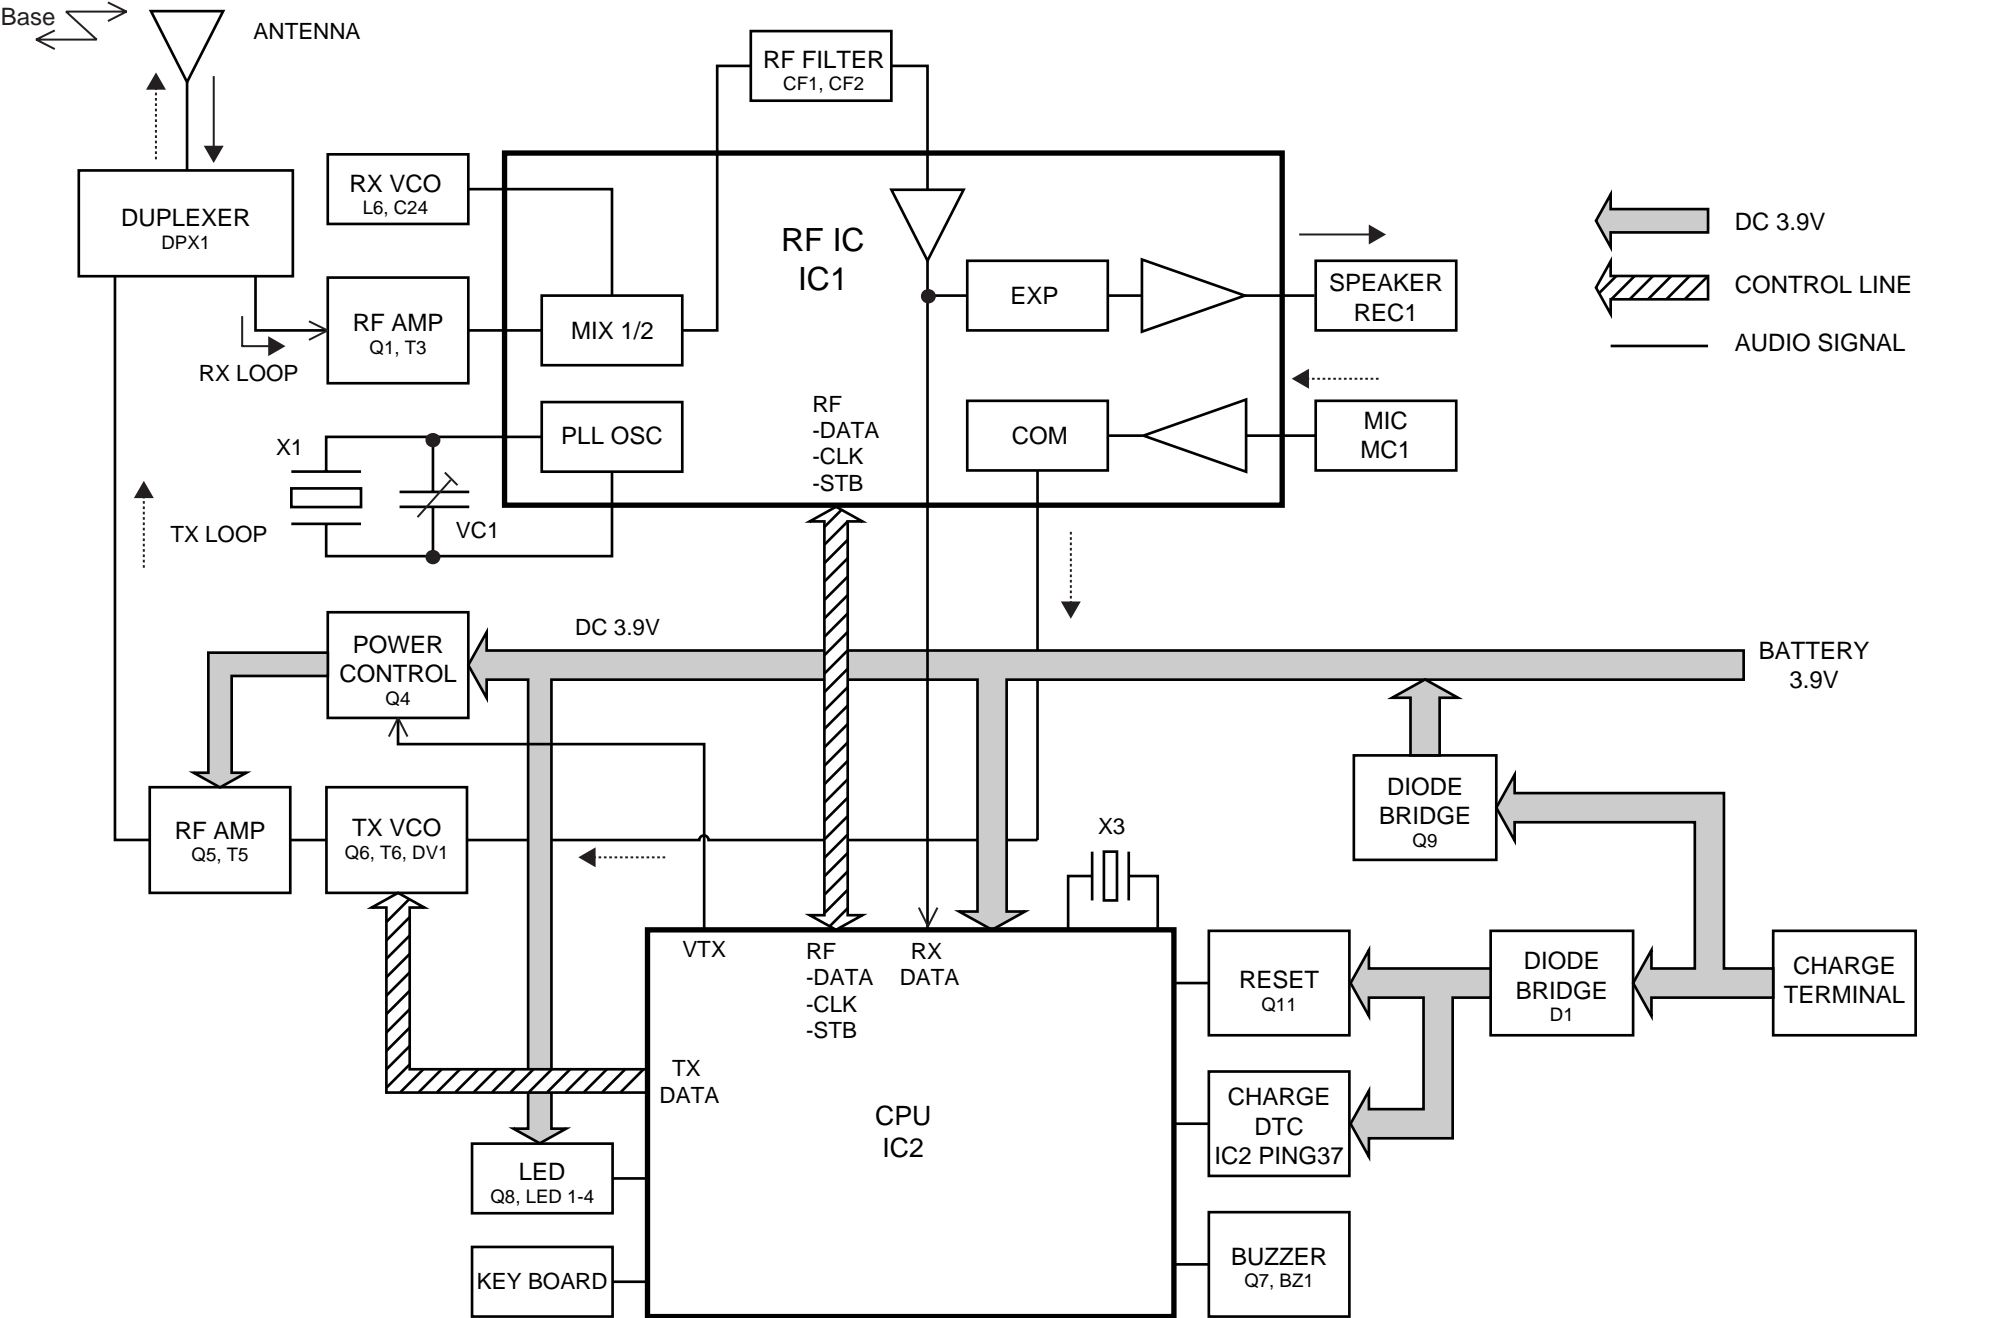 Base
ANTENNA
RF FILTER
CF1, CF2
DUPLEXER
DPX1
RX VCO
L6, C24
RF IC
IC1
RF AMP
Q1, T3
RX LOOP
MIX 1/2
EXP
SPEAKER
REC1
DC 3.9V
CONTROL LINE
AUDIO SIGNAL
X1
PLL OSC
RF
-DATA
-CLK
-STB
COM
MIC
MC1
TX LOOP
VC1
POWER
CONTROL
Q4
DC 3.9V
BATTERY
3.9V
RF AMP
Q5, T5
TX VCO
Q6, T6, DV1
X3
DIODE
BRIDGE
Q9
VTX
RF
-DATA
-CLK
-STB
RX
DATA
TX
DATA
CPU
IC2
RESET
Q11
DIODE
BRIDGE
D1
CHARGE
TERMINAL
CHARGE
DTC
IC2 PING37
LED
Q8, LED 1-4
KEY BOARD
BUZZER
Q7, BZ1